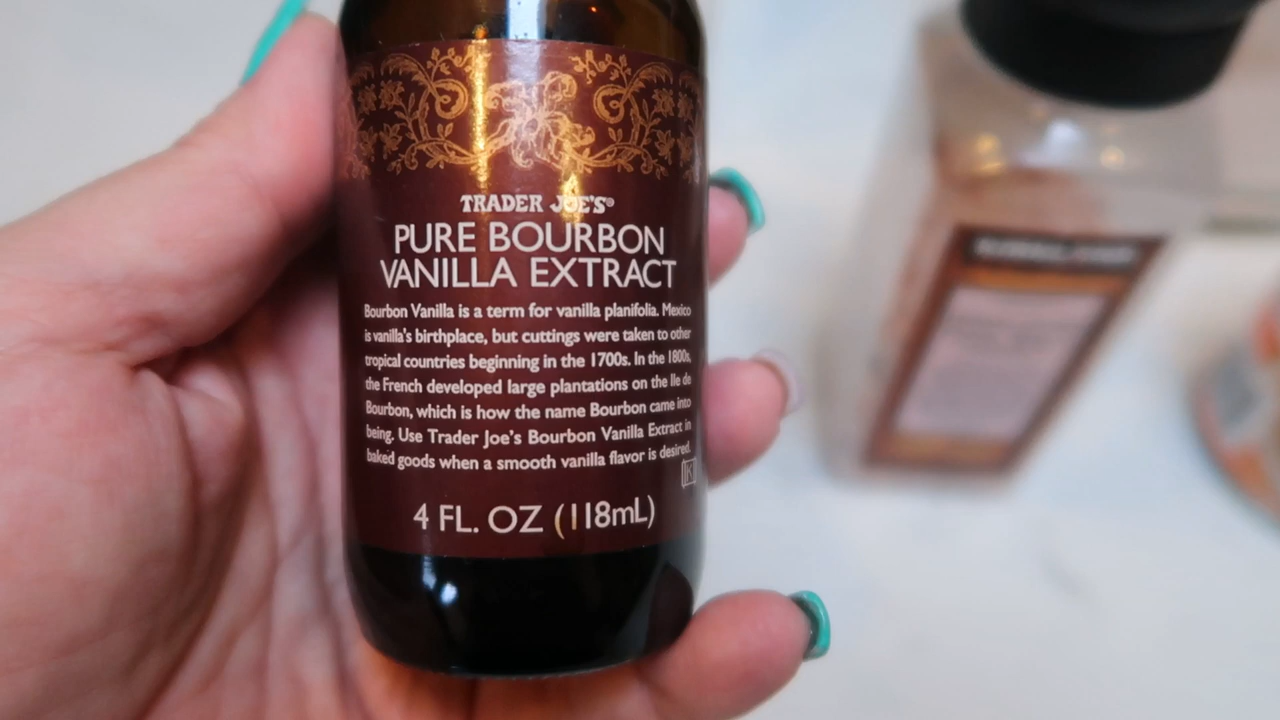 TRADER JOE'S®
PURE BOURBON
VANILLA EXTRACT
Bourbon Vanilla is a term for vanilla planifolia. Mexico
is vanilla's birthplace, but cuttings were taken to other
tropical countries beginning in the 1700s. In the 1800s,
the French developed large plantations on the Ile de
Bourbon, which is how the name Bourbon came into
being. Use Trader Joe's Bourbon Vanilla Extract in
baked goods when a smooth vanilla flavor is desired.
K
4 FL. OZ (118mL)